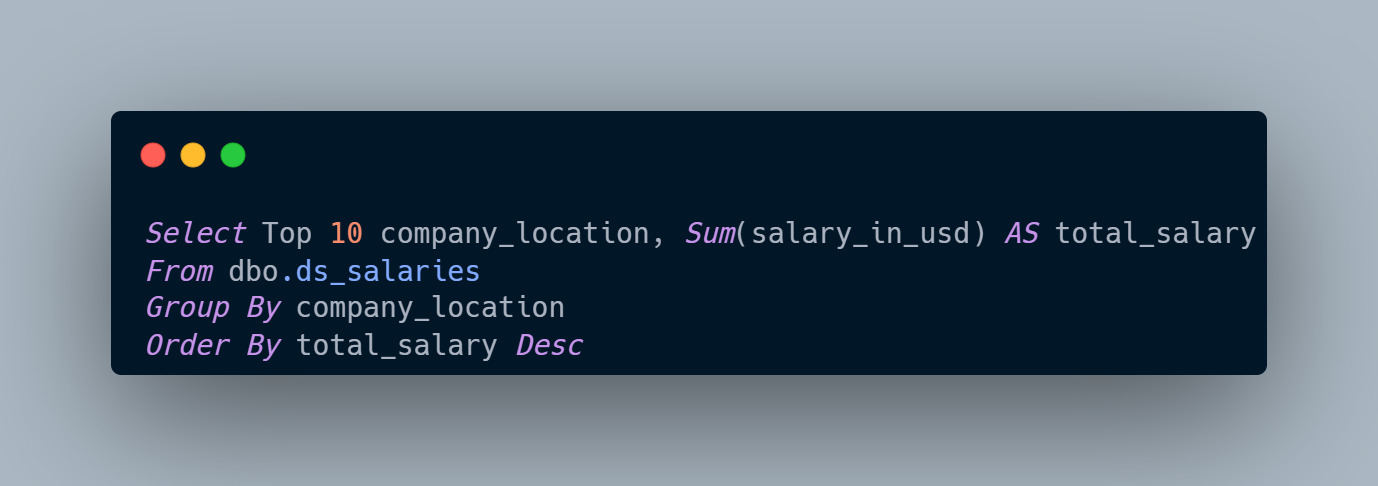 Select Top 10 company_location, Sum(salary_in_usd) AS total_salary
From dbo.ds_salaries
Group By company_location
Order By total_salary Desc